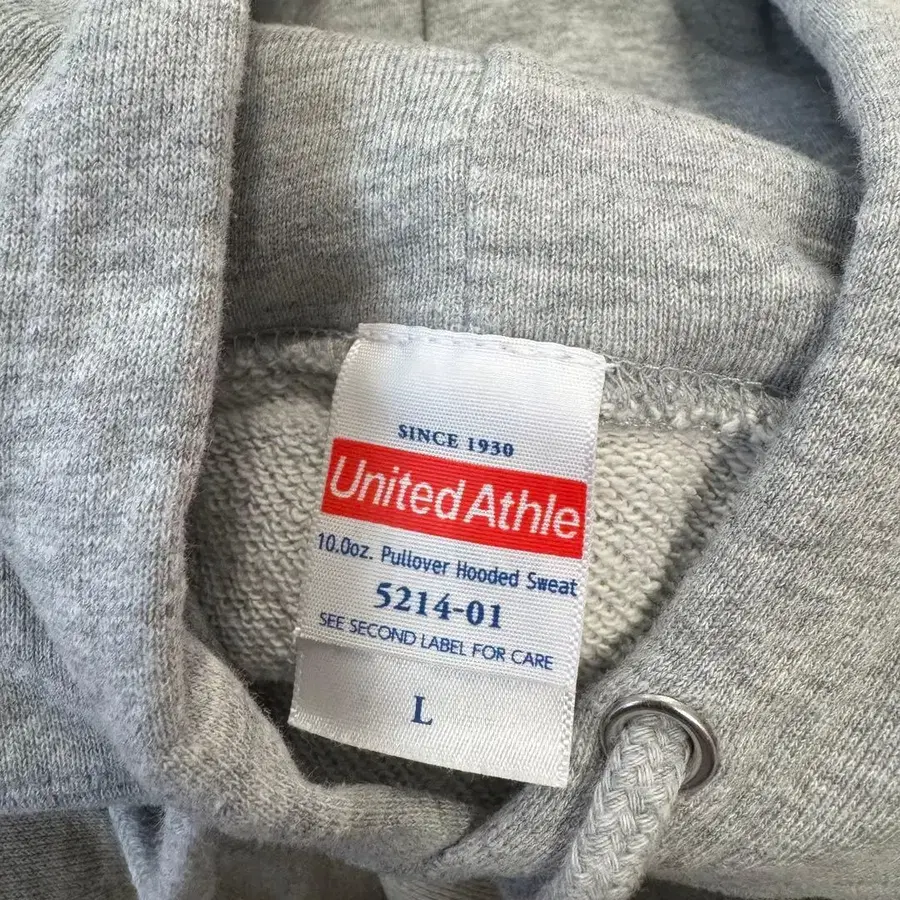 SINCE 1930
United Athle
10.0oz. Pullover Hooded Sweat
5214-01
SEE SECOND LABEL FOR CARE
L